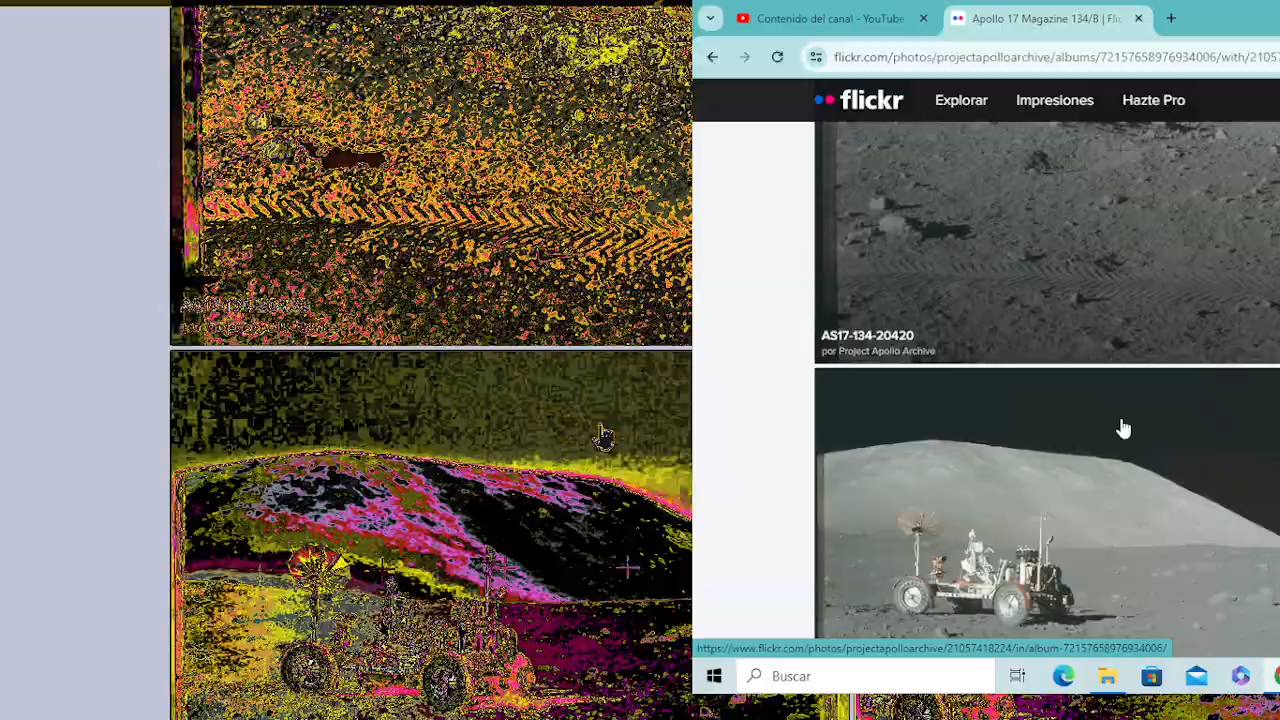 Contenido del canal - YouTube
Apollo 17 Magazine 134/B | Flic
flickr.com/photos/projectapolloarchive/albums/72157658976934006/with/2105
flickr Explorar Impresiones Hazte Pro
AS17-134-20420
por Project Apollo Archive
https://www.flickr.com/photos/projectapolloarchive/21057418224/in/album-72157658976934006/
Buscar